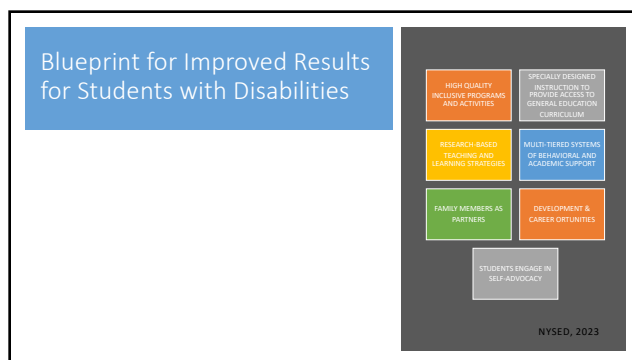 Blueprint for Improved Results
for Students with Disabilities
HIGH QUALITY
INCLUSIVE PROGRAMS
AND ACTIVITIES
SPECIALLY DESIGNED
INSTRUCTION TO
PROVIDE ACCESS TO
GENERAL EDUCATION
CURRICULUM
RESEARCH-BASED
TEACHING AND
LEARNING STRATEGIES
MULTI-TIERED SYSTEMS
OF BEHAVIORAL AND
ACADEMIC SUPPORT
FAMILY MEMBERS AS
PARTNERS
DEVELOPMENT &
CAREER ORTUNITIES
STUDENTS ENGAGE IN
SELF-ADVOCACY
NYSED, 2023